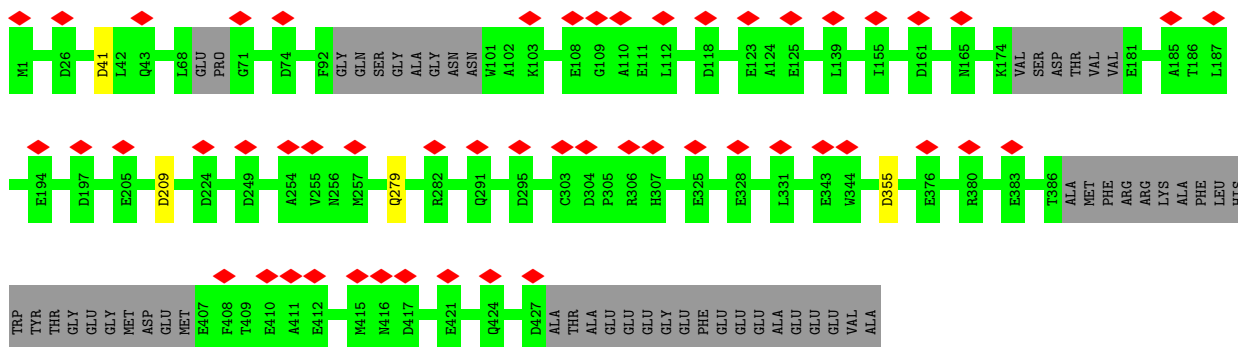 M1 D26 D41 L42 Q43 L68 GLU PRO G71 D74 F92 GLY GLN SER GLY ALA GLY ASN ASN W101 A102 K103 E108 G109 A110 E111 L112 D118 E123 A124 E125 L139 I155 D161 N165 K174 VAL SER ASP THR VAL VAL E181 A185 T186 L187
E194 D197 E205 D209 D224 D249 A254 V255 N256 M257 Q279 R282 Q291 D295 C303 D304 P305 R306 H307 E325 E328 L331 E343 W344 D355 E376 R380 E383 T386 ALA MET PHE ARG ARG LYS ALA PHE LEU HIS
TRP TYR THR GLY GLU GLY MET ASP GLU MET E407 F408 T409 E410 A411 E412 M415 N416 D417 E421 Q424 D427 ALA THR ALA GLU GLU GLU GLY GLU PHE GLU GLU GLU ALA GLU GLU GLU VAL ALA